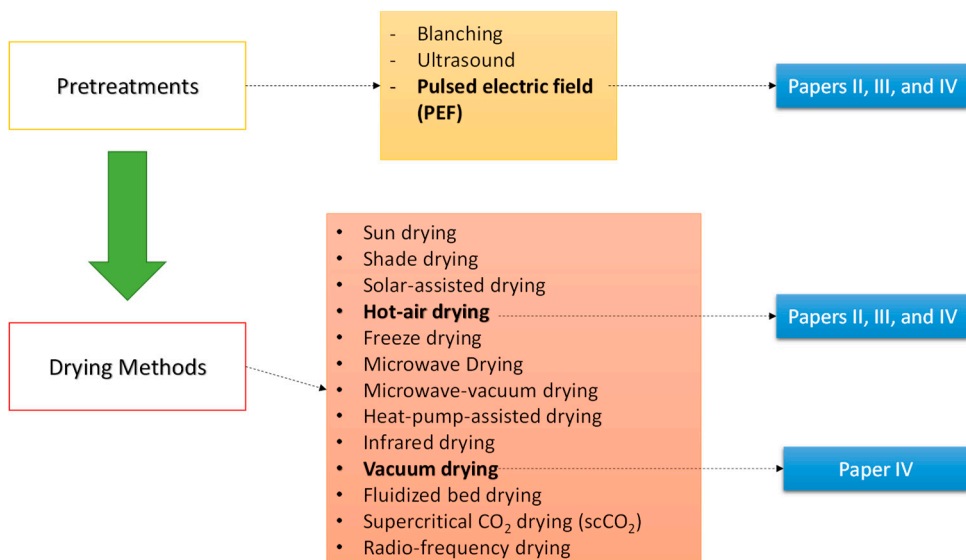 Pretreatments
- Blanching
- Ultrasound
- Pulsed electric field
(PEF)
Papers II, III, and IV
Drying Methods
• Sun drying
• Shade drying
• Solar-assisted drying
• Hot-air drying
• Freeze drying
• Microwave Drying
• Microwave-vacuum drying
• Heat-pump-assisted drying
• Infrared drying
• Vacuum drying
• Fluidized bed drying
• Supercritical CO₂ drying (scCO₂)
• Radio-frequency drying
Papers II, III, and IV
Paper IV